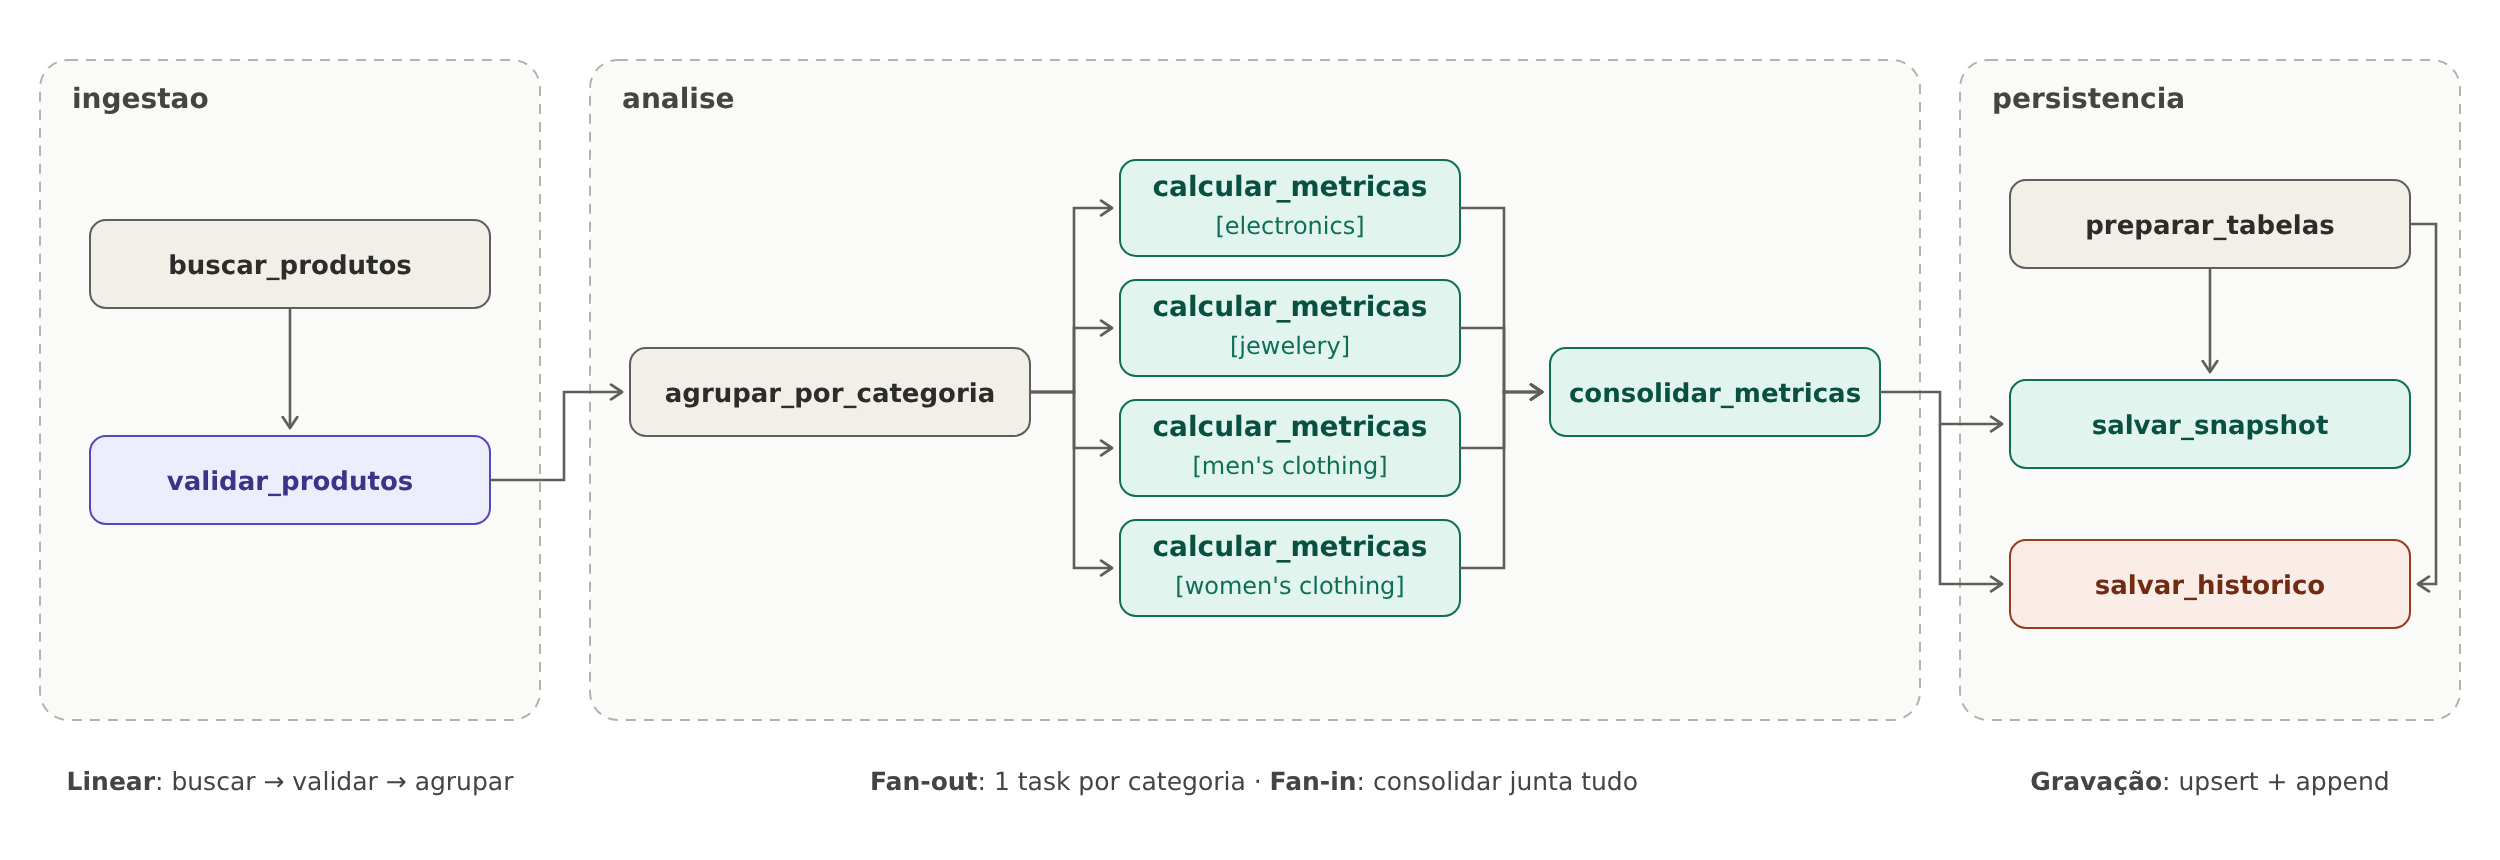 ingestao
buscar_produtos
validar_produtos
analise
agrupar_por_categoria
calcular_metricas
[electronics]
calcular_metricas
[jewelery]
calcular_metricas
[men's clothing]
calcular_metricas
[women's clothing]
consolidar_metricas
persistencia
preparar_tabelas
salvar_snapshot
salvar_historico
Linear: buscar → validar → agrupar
Fan-out: 1 task por categoria · Fan-in: consolidar junta tudo
Gravação: upsert + append